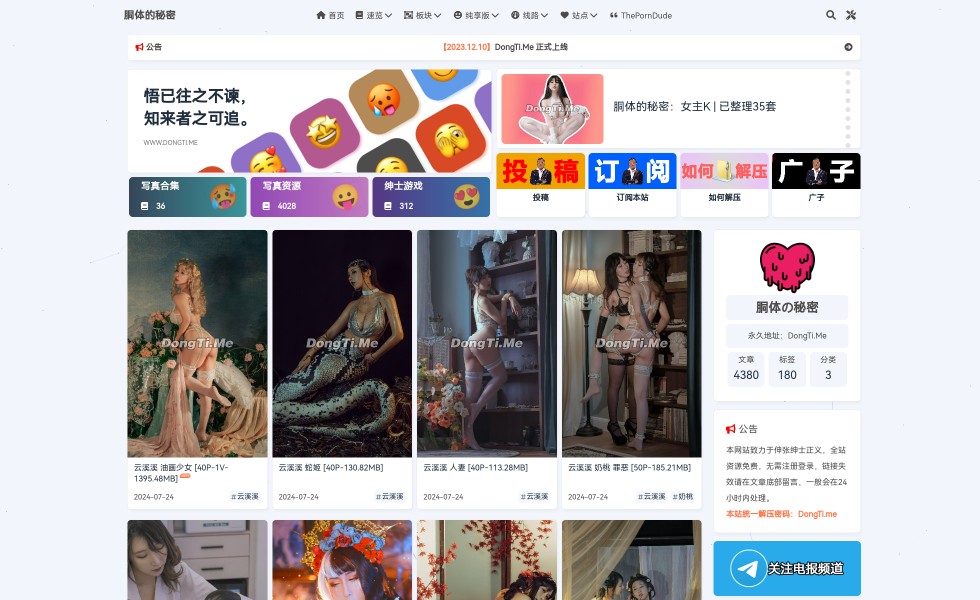 胴体的秘密
首页 速览 板块 纯享版 线路 站点 ThePornDude
公告
【2023.12.10】DongTi.Me 正式上线
悟已往之不谏，
知来者之可追。
WWW.DONGTI.ME
DongTi.Me
胴体的秘密：女主K | 已整理35套
写真合集
36
写真资源
4028
绅士游戏
312
投 稿
投稿
订 阅
订阅本站
如何 解压
如何解压
广 子
广子
DongTi.Me
DongTi.Me
DongTi.Me
DongTi.Me
云溪溪 油画少女 [40P-1V-
1395.48MB]
2024-07-24 #云溪溪
云溪溪 蛇姬 [40P-130.82MB]
2024-07-24 #云溪溪
云溪溪 人妻 [40P-113.28MB]
2024-07-24 #云溪溪
云溪溪 奶桃 罪恶 [50P-185.21MB]
2024-07-24 #云溪溪 #奶桃
胴体の秘密
永久地址：DongTi.Me
文章 标签 分类
4380 180 3
公告
本网站致力于伸张绅士正义，全站
资源免费，无需注册登录，链接失
效请在文章底部留言，一般会在24
小时内处理。
本站统一解压密码：DongTi.me
关注电报频道